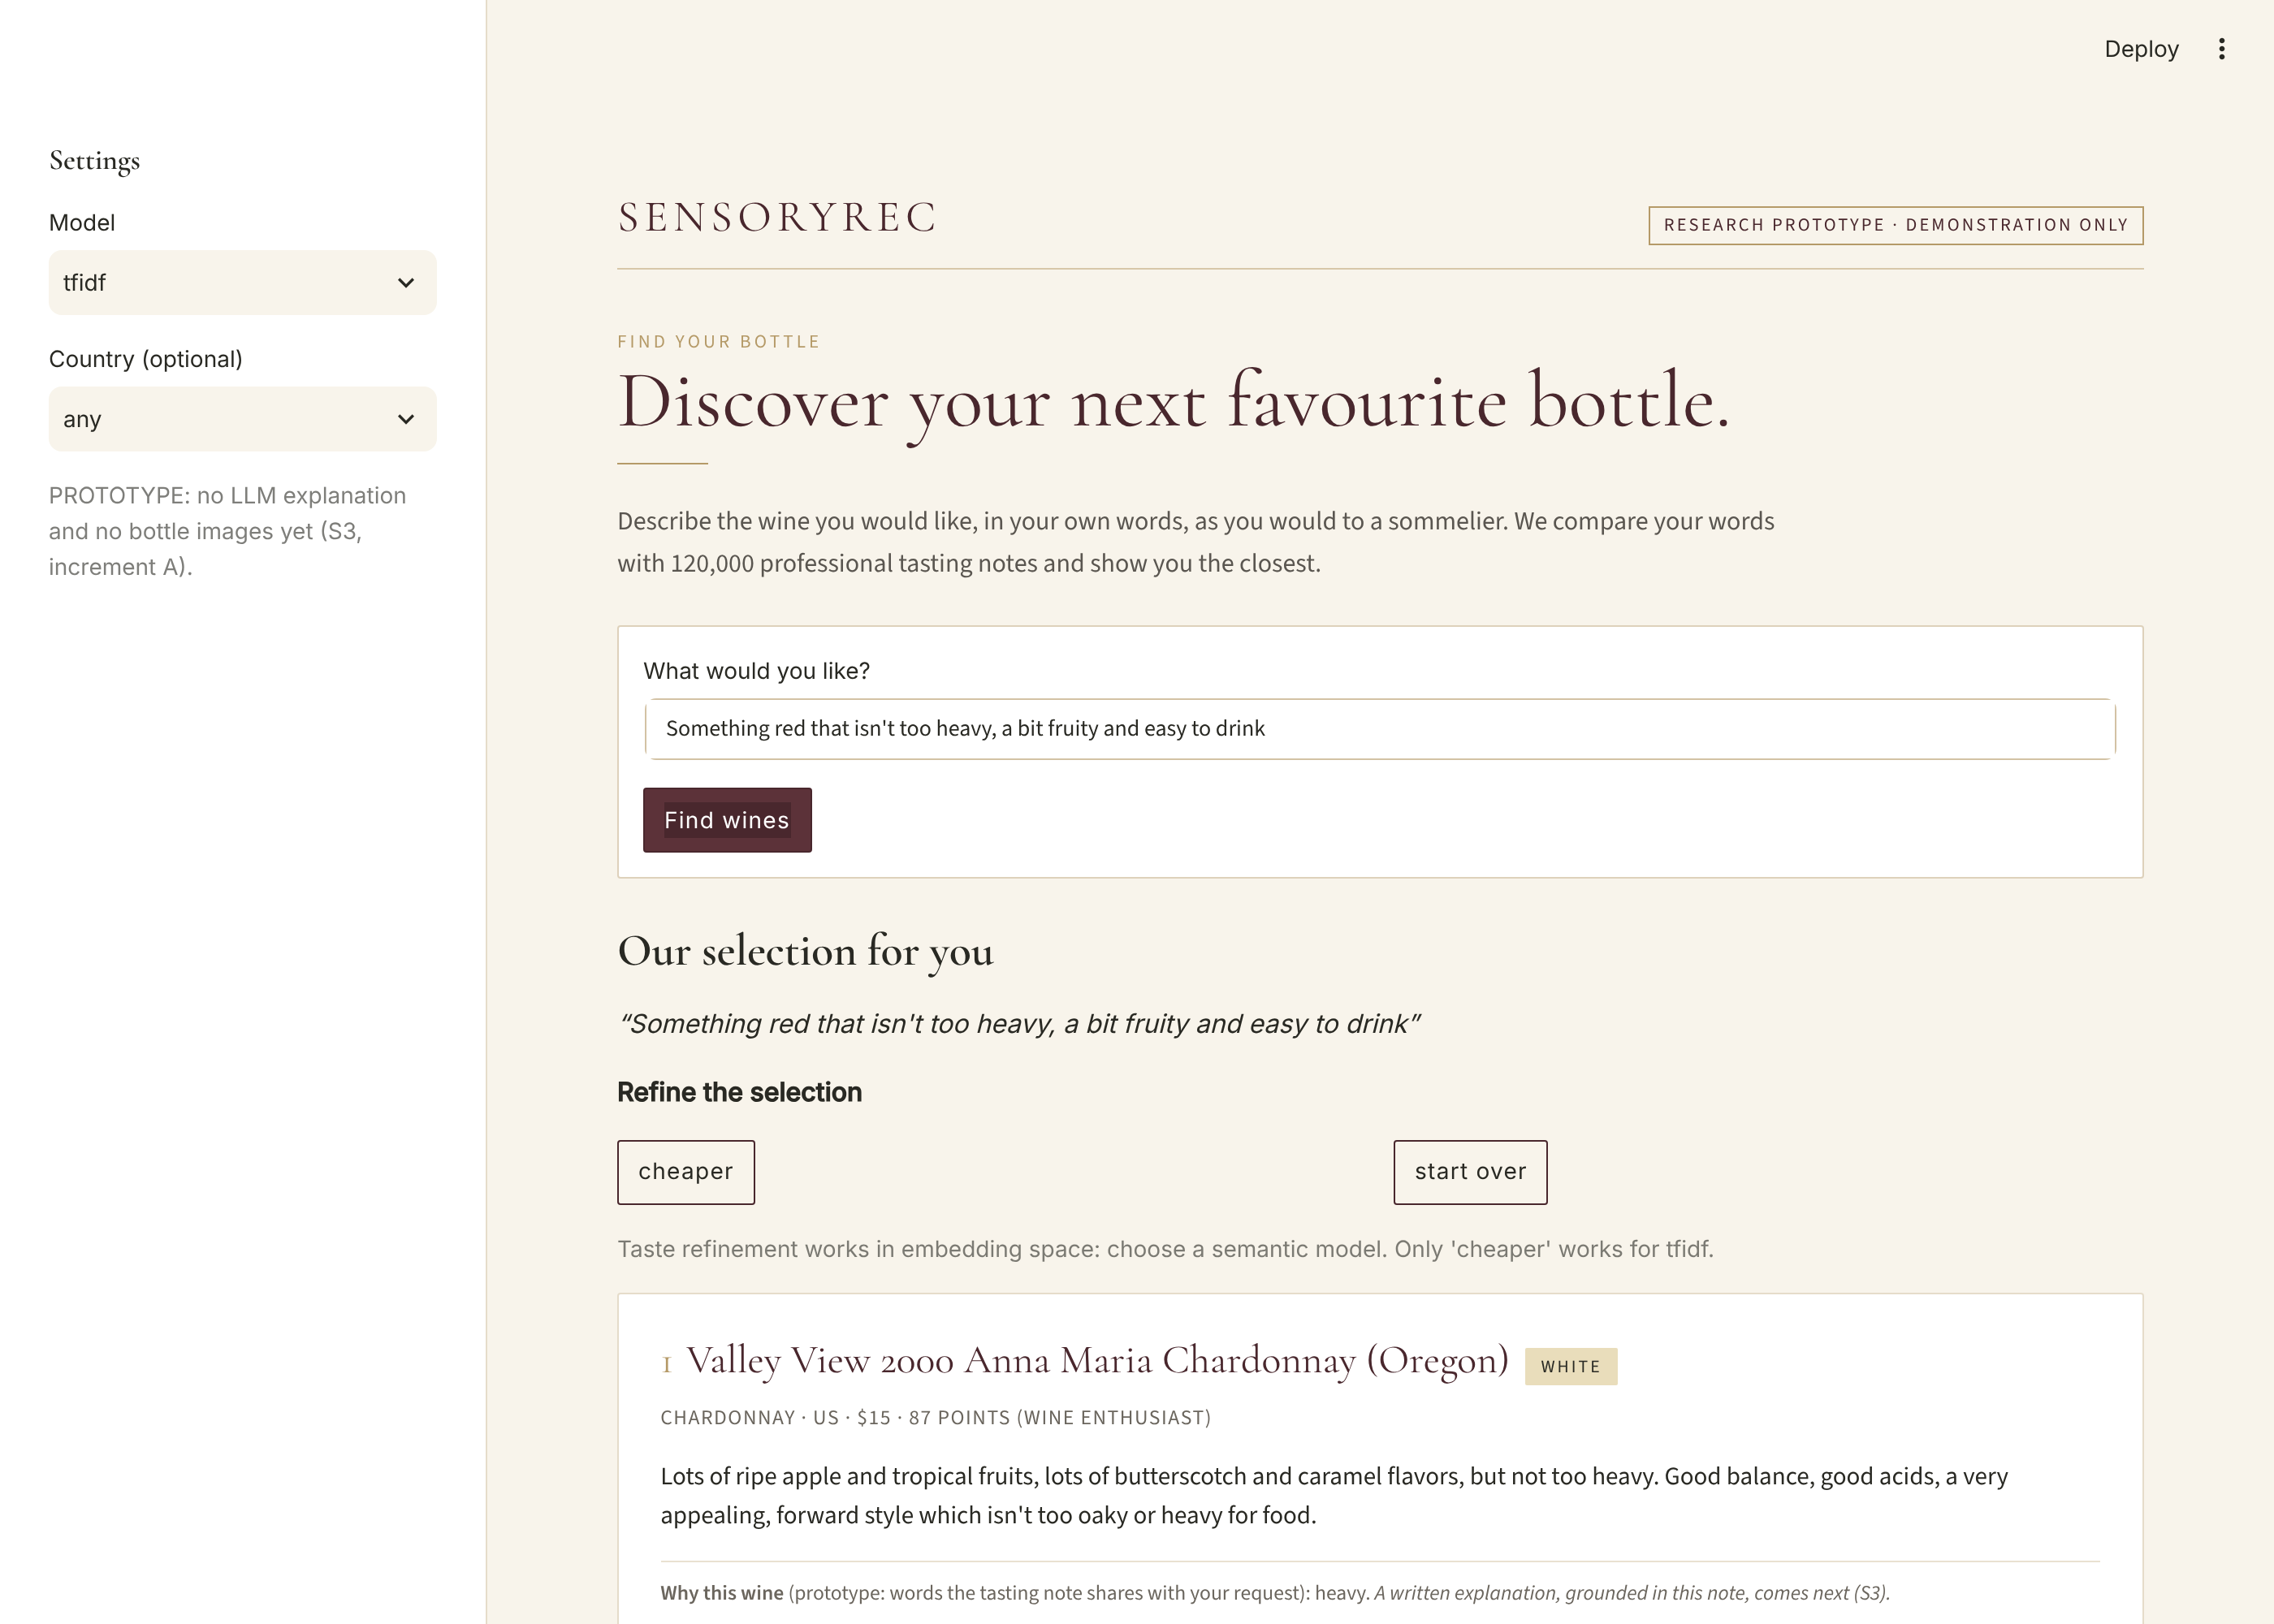 Deploy
Settings
Model
tfidf
Country (optional)
any
PROTOTYPE: no LLM explanation
and no bottle images yet (S3,
increment A).
SENSORYREC
RESEARCH PROTOTYPE · DEMONSTRATION ONLY
FIND YOUR BOTTLE
Discover your next favourite bottle.
Describe the wine you would like, in your own words, as you would to a sommelier. We compare your words
with 120,000 professional tasting notes and show you the closest.
What would you like?
Something red that isn't too heavy, a bit fruity and easy to drink
Find wines
Our selection for you
“Something red that isn't too heavy, a bit fruity and easy to drink”
Refine the selection
cheaper
start over
Taste refinement works in embedding space: choose a semantic model. Only 'cheaper' works for tfidf.
1 Valley View 2000 Anna Maria Chardonnay (Oregon) WHITE
CHARDONNAY · US · $15 · 87 POINTS (WINE ENTHUSIAST)
Lots of ripe apple and tropical fruits, lots of butterscotch and caramel flavors, but not too heavy. Good balance, good acids, a very
appealing, forward style which isn't too oaky or heavy for food.
Why this wine (prototype: words the tasting note shares with your request): heavy. A written explanation, grounded in this note, comes next (S3).